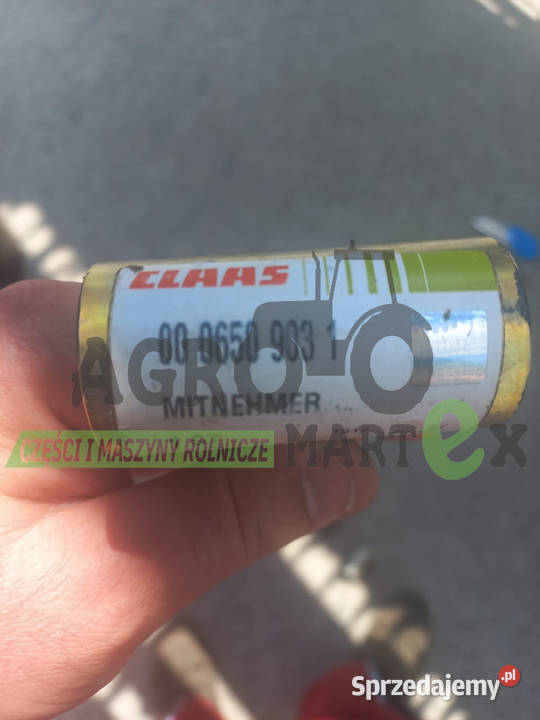 CLAAS
00 0650 903 1
MITNEHMER
AGRO
MARTEX
CZĘŚCI I MASZYNY ROLNICZE
Sprzedajemy.pl